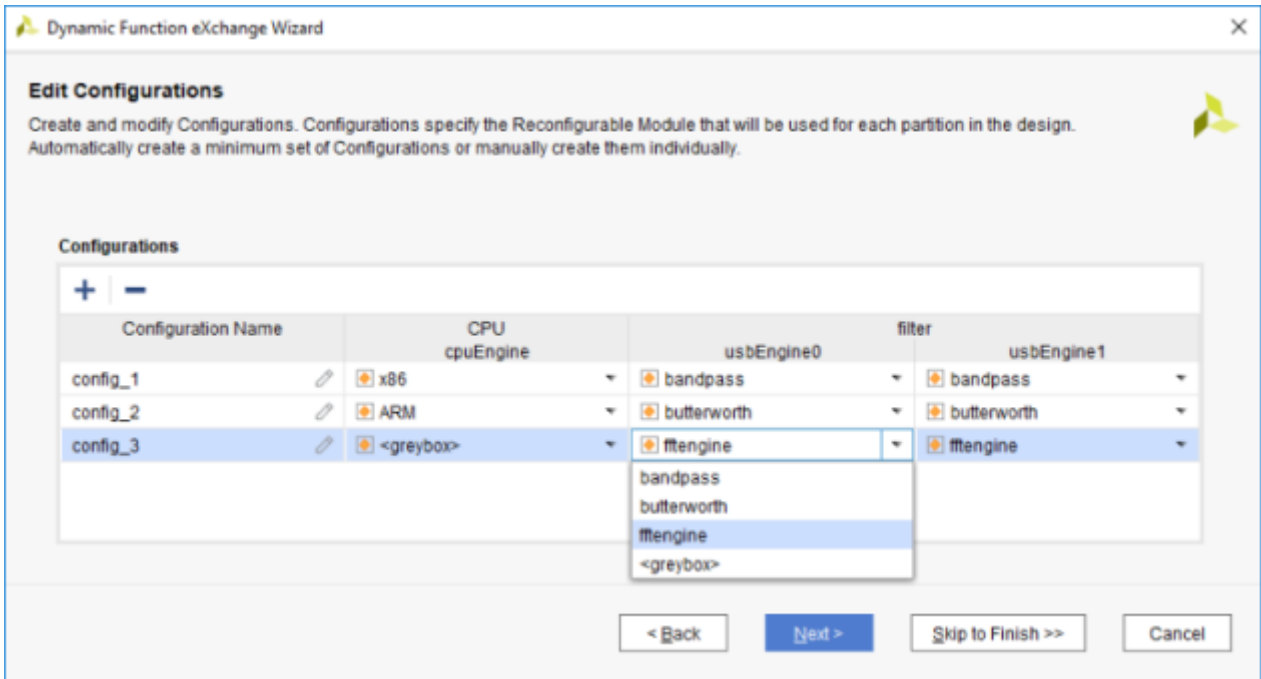 Dynamic Function eXchange Wizard
Edit Configurations
Create and modify Configurations. Configurations specify the Reconfigurable Module that will be used for each partition in the design.
Automatically create a minimum set of Configurations or manually create them individually.
Configurations
Configuration Name CPU filter
cpuEngine usbEngine0 usbEngine1
config_1 x86 bandpass bandpass
config_2 ARM butterworth butterworth
config_3 <greybox> fftengine fftengine
bandpass
butterworth
fftengine
<greybox>
< Back Next > Skip to Finish >> Cancel